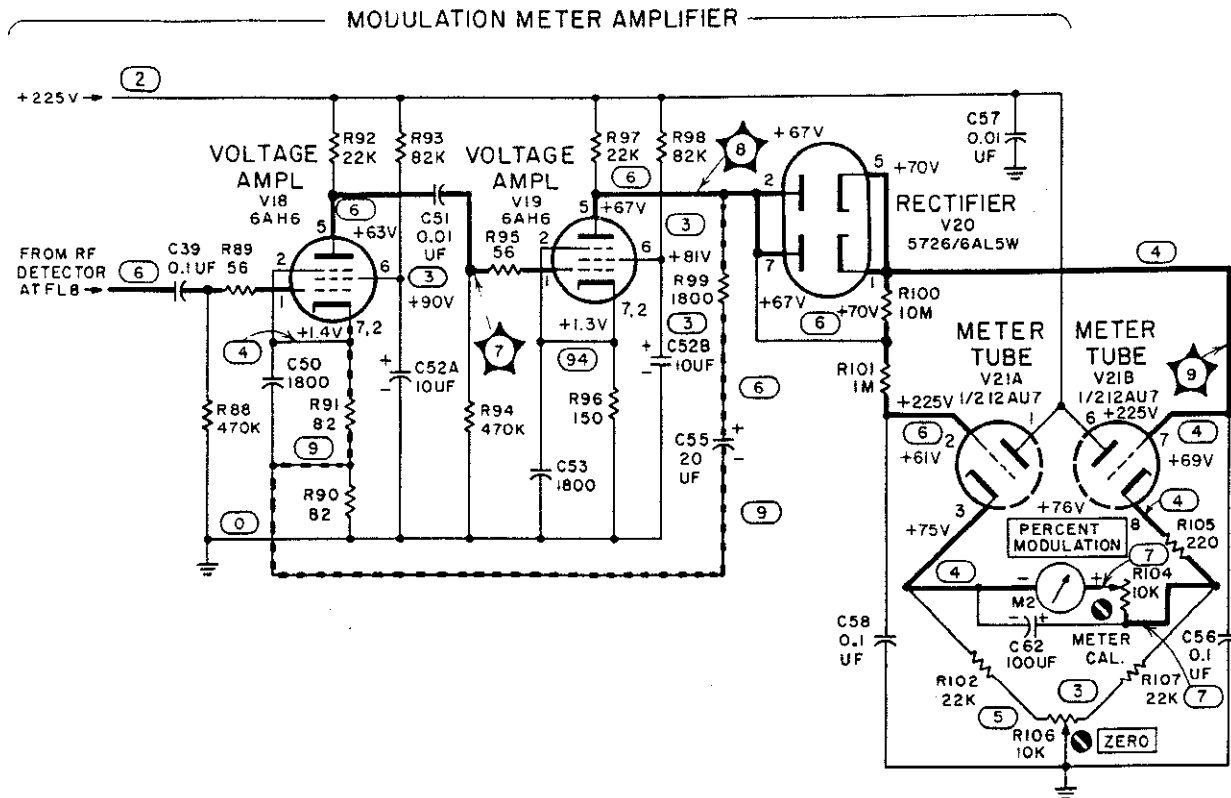 MODULATION METER AMPLIFIER
2
+225V
R92
22K
R93
82K
R97
22K
R98
82K
C57
0.01
UF
VOLTAGE
AMPL
V18
6AH6
VOLTAGE
AMPL
V19
6AH6
8
+67V
2
5
+70V
RECTIFIER
V20
5726/6AL5W
5
6
+63V
C51
0.01
UF
5
+67V
6
3
+81V
7
1
+67V
+70V
6
4
FROM RF
DETECTOR
AT FL8
6
C39
0.1UF
R89
56
2
1
6
3
+90V
7,2
+1.4V
4
R95
56
2
1
6
7,2
+1.3V
94
7
R99
1800
3
C52B
10UF
+
-
R100
10M
R101
1M
METER
TUBE
V21A
1/2 12AU7
METER
TUBE
V21B
1/2 12AU7
9
C50
1800
R91
82
C52A
10UF
+
-
R94
470K
R96
150
6
C55
20
UF
+
-
+225V
6
2
1
+61V
3
+75V
6
+225V
7
4
+69V
+76V
8
4
R105
220
R88
470K
9
R90
82
C53
1800
9
0
PERCENT
MODULATION
7
4
-
M2
+
R104
10K
-
+
C62
100UF
METER
CAL.
C58
0.1
UF
C56
0.1
UF
R102
22K
3
R107
22K
7
5
R106
10K
ZERO